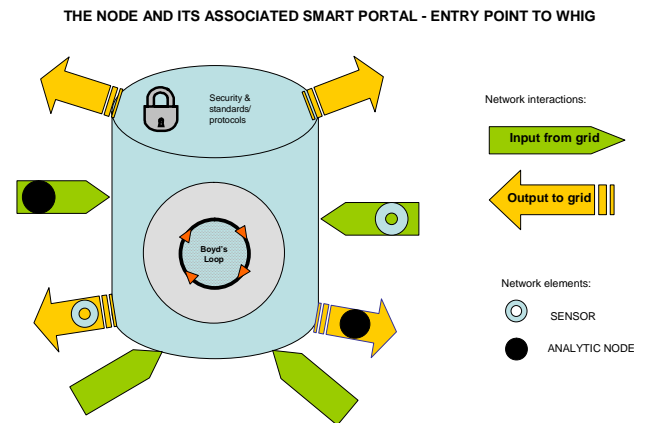 THE NODE AND ITS ASSOCIATED SMART PORTAL - ENTRY POINT TO WHIG
Security &
standards/
protocols
Network interactions:
Input from grid
Output to grid
Boyd's
Loop
Network elements:
SENSOR
ANALYTIC NODE